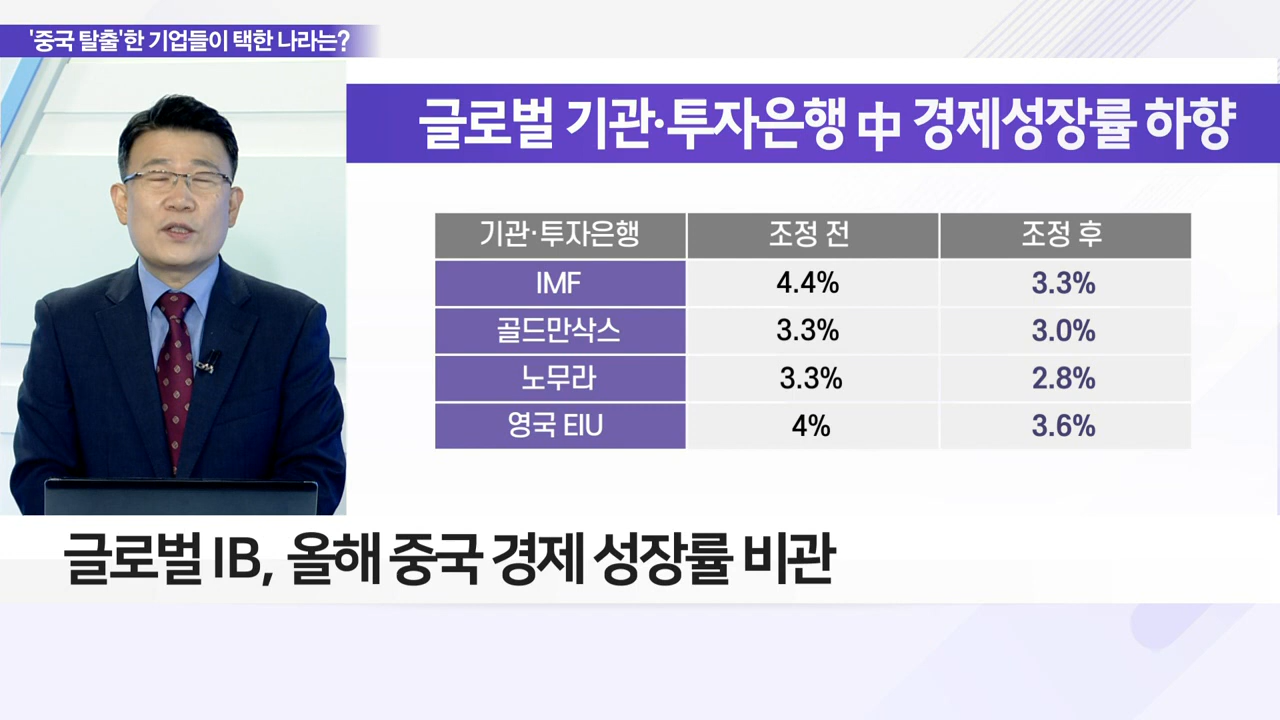 '중국 탈출'한 기업들이 택한 나라는?
글로벌 기관·투자은행 中 경제성장률 하향
기관·투자은행 조정 전 조정 후
IMF 4.4% 3.3%
골드만삭스 3.3% 3.0%
노무라 3.3% 2.8%
영국 EIU 4% 3.6%
글로벌 IB, 올해 중국 경제 성장률 비관